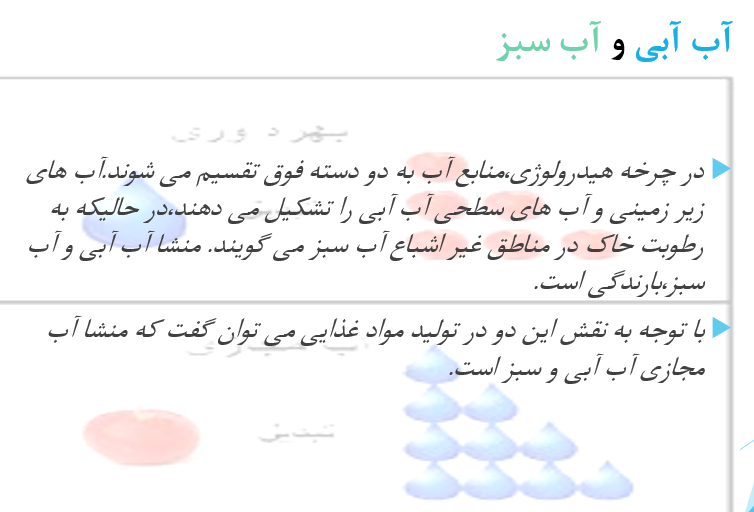 آب آبی و آب سبز
بهره وری
در چرخه هیدرولوژی،منابع آب به دو دسته فوق تقسیم می شوند.آب های
زیر زمینی و آب های سطحی آب آبی را تشکیل می دهند،در حالیکه به
رطوبت خاک در مناطق غیر اشباع آب سبز می گویند. منشا آب آبی و آب
سبز،بارندگی است.
با توجه به نقش این دو در تولید مواد غذایی می توان گفت که منشا آب
آب مجازی
مجازی آب آبی و سبز است.
تبدیل